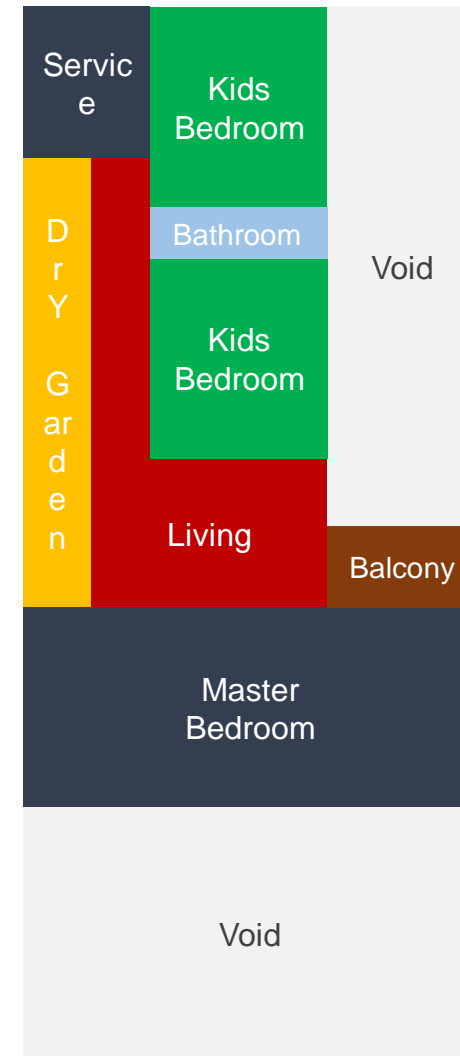 Servic
e
Kids
Bedroom
Bathroom
D
r
Y
G
ar
d
e
n
Kids
Bedroom
Void
Living
Balcony
Master
Bedroom
Void